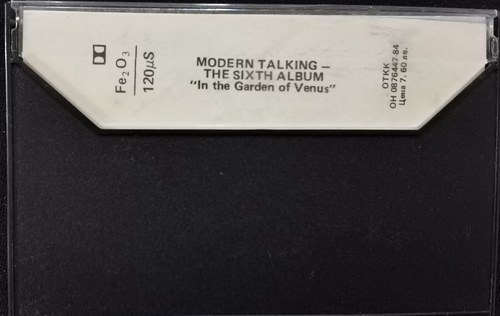 Fe₂O₃
120µS
MODERN TALKING –
THE SIXTH ALBUM
"In the Garden of Venus"
ОТКК
ОН 0876447-84
Цена 7,60 лв.